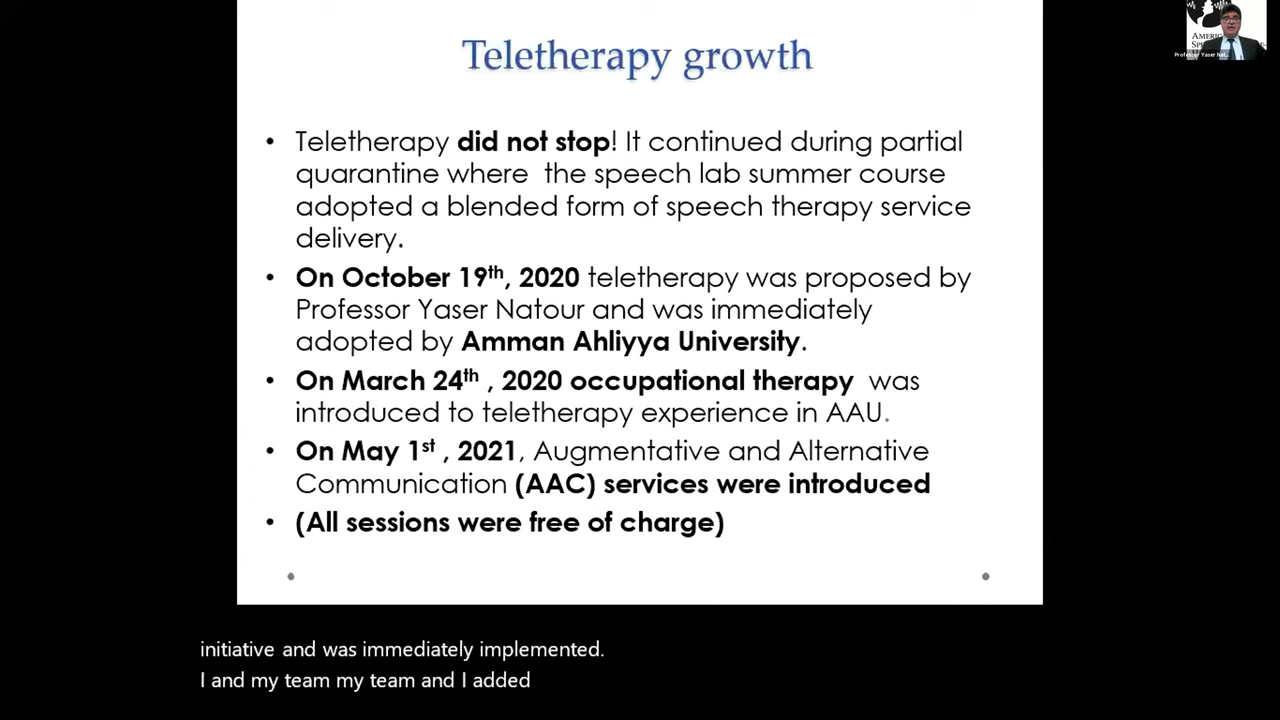 Teletherapy growth
• Teletherapy did not stop! It continued during partial
quarantine where the speech lab summer course
adopted a blended form of speech therapy service
delivery.
• On October 19th, 2020 teletherapy was proposed by
Professor Yaser Natour and was immediately
adopted by Amman Ahliyya University.
• On March 24th , 2020 occupational therapy was
introduced to teletherapy experience in AAU.
• On May 1st , 2021, Augmentative and Alternative
Communication (AAC) services were introduced
• (All sessions were free of charge)
Professor Yaser Nat...
initiative and was immediately implemented.
I and my team my team and I added